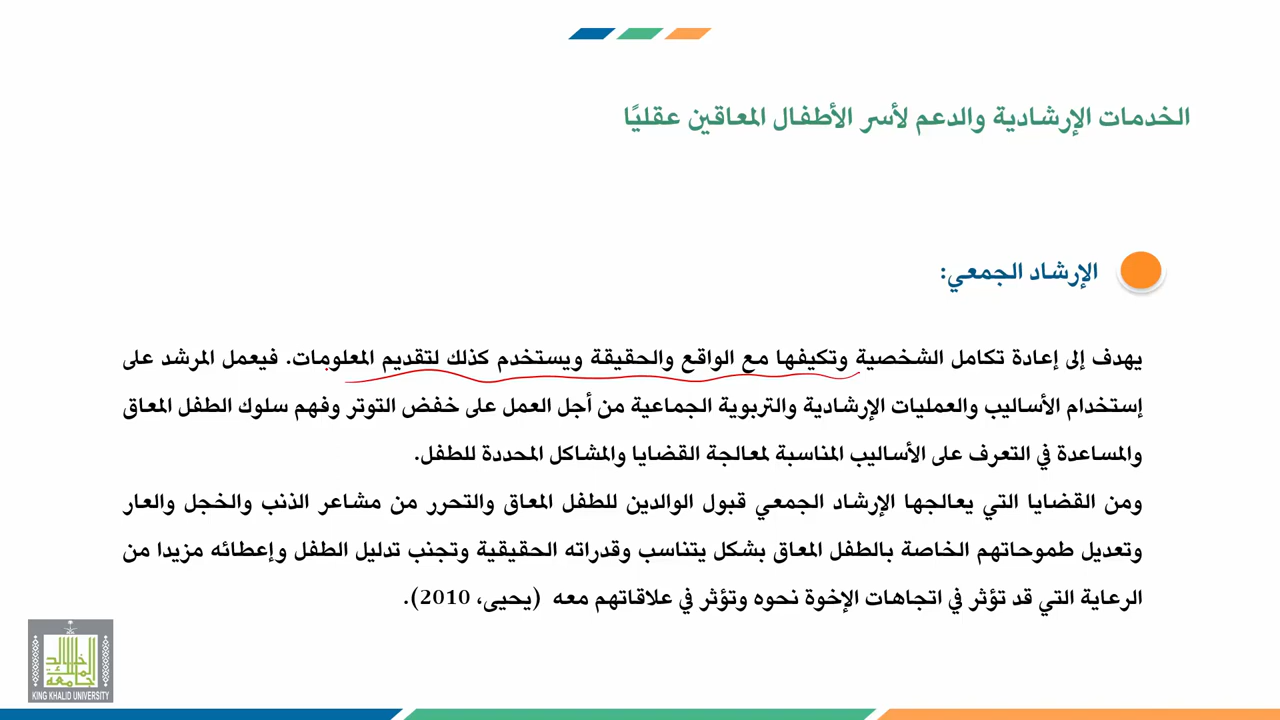 الخدمات الإرشادية والدعم لأسر الأطفال المعاقين عقليًا
الإرشاد الجمعي:
يهدف إلى إعادة تكامل الشخصية وتكيفها مع الواقع والحقيقة ويستخدم كذلك لتقديم المعلومات. فيعمل المرشد على
إستخدام الأساليب والعمليات الإرشادية والتربوية الجماعية من أجل العمل على خفض التوتر وفهم سلوك الطفل المعاق
والمساعدة في التعرف على الأساليب المناسبة لمعالجة القضايا والمشاكل المحددة للطفل.
ومن القضايا التي يعالجها الإرشاد الجمعي قبول الوالدين للطفل المعاق والتحرر من مشاعر الذنب والخجل والعار
وتعديل طموحاتهم الخاصة بالطفل المعاق بشكل يتناسب وقدراته الحقيقية وتجنب تدليل الطفل وإعطائه مزيدا من
الرعاية التي قد تؤثر في اتجاهات الإخوة نحوه وتؤثر في علاقاتهم معه (يحيى، 2010).
جامعة الملك خالد
KING KHALID UNIVERSITY